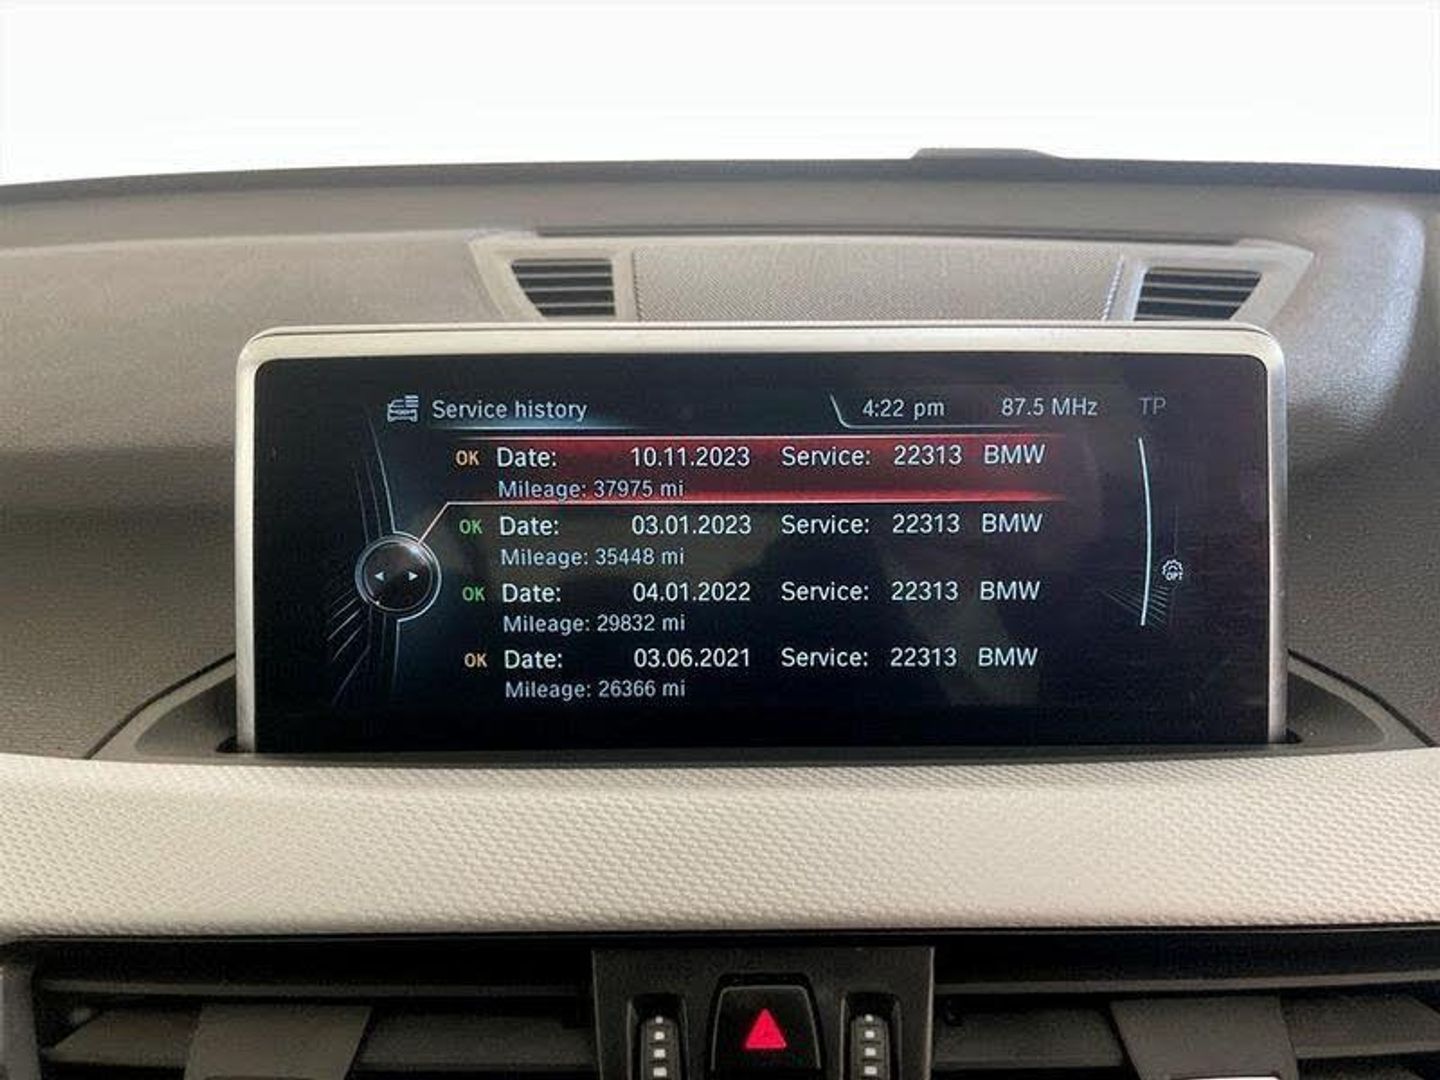 Service history 4:22 pm 87.5 MHz TP
OK Date: 10.11.2023 Service: 22313 BMW
Mileage: 37975 mi
OK Date: 03.01.2023 Service: 22313 BMW
Mileage: 35448 mi
OK Date: 04.01.2022 Service: 22313 BMW
OPT
Mileage: 29832 mi
OK Date: 03.06.2021 Service: 22313 BMW
Mileage: 26366 mi